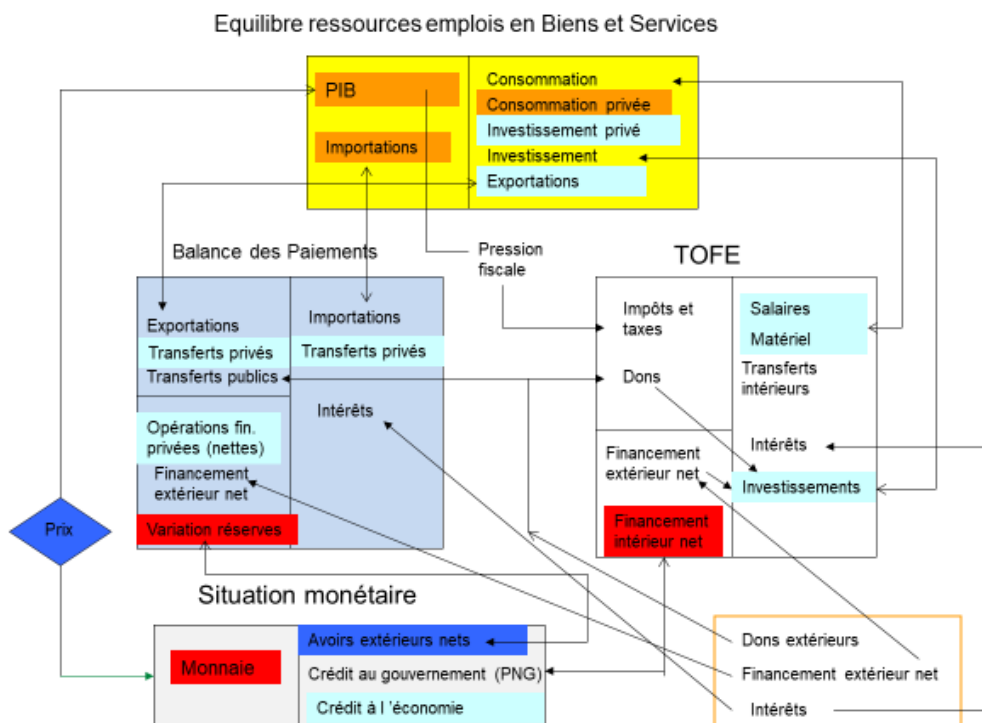 Equilibre ressources emplois en Biens et Services
PIB
Importations
Consommation
Consommation privée
Investissement privé
Investissement
Exportations
Balance des Paiements
Exportations
Transferts privés
Transferts publics
Opérations fin.
privées (nettes)
Financement
extérieur net
Variation réserves
Importations
Transferts privés
Intérêts
Pression
fiscale
TOFE
Impôts et
taxes
Dons
Financement
extérieur net
Financement
intérieur net
Salaires
Matériel
Transferts
intérieurs
Intérêts
Investissements
Prix
Situation monétaire
Monnaie
Avoirs extérieurs nets
Crédit au gouvernement (PNG)
Crédit à l 'économie
Dons extérieurs
Financement extérieur net
Intérêts